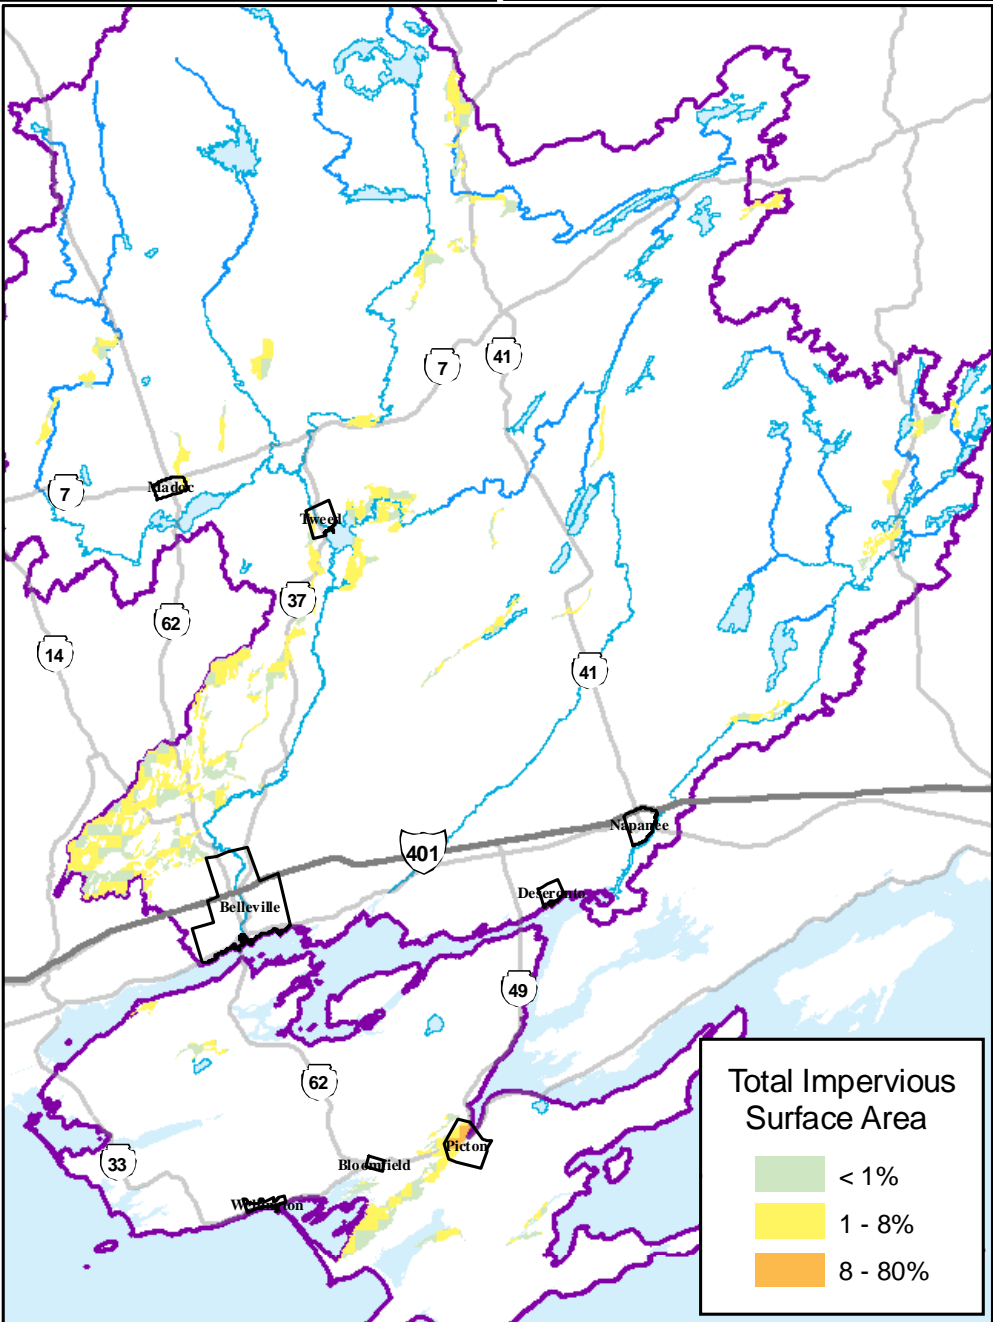 7
41
Madoc
7
Tweed
37
62
14
41
Napanee
401
Deseronto
Belleville
49
62
Picton
Bloomfield
33
Wellington
Total Impervious
Surface Area
< 1%
1 - 8%
8 - 80%